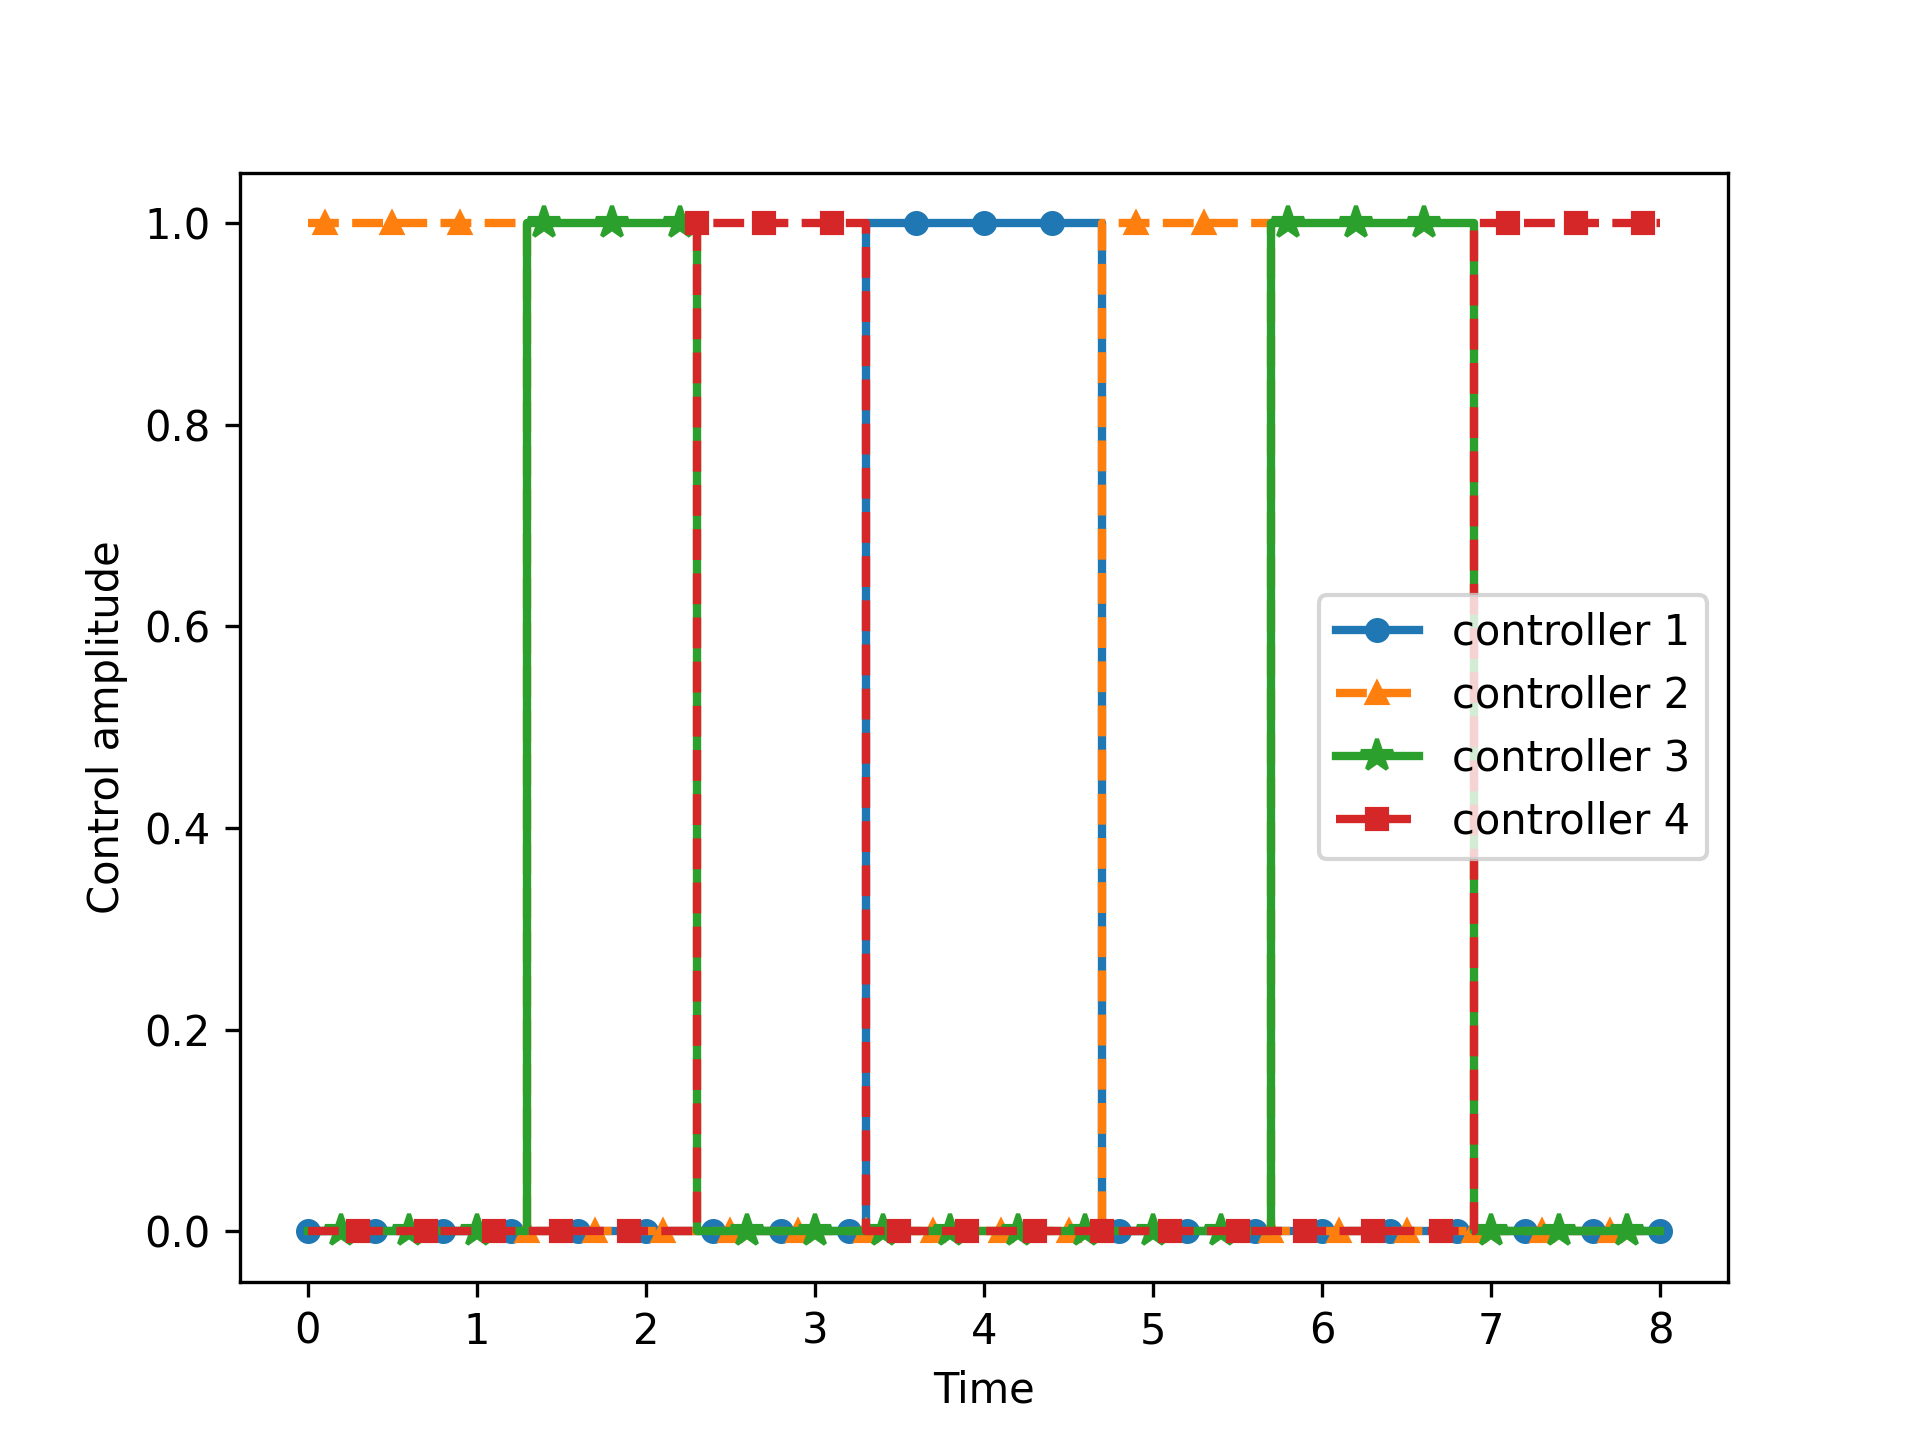 1.0
0.8
0.6
0.4
0.2
0.0
Control amplitude
controller 1
controller 2
controller 3
controller 4
0 1 2 3 4 5 6 7 8
Time